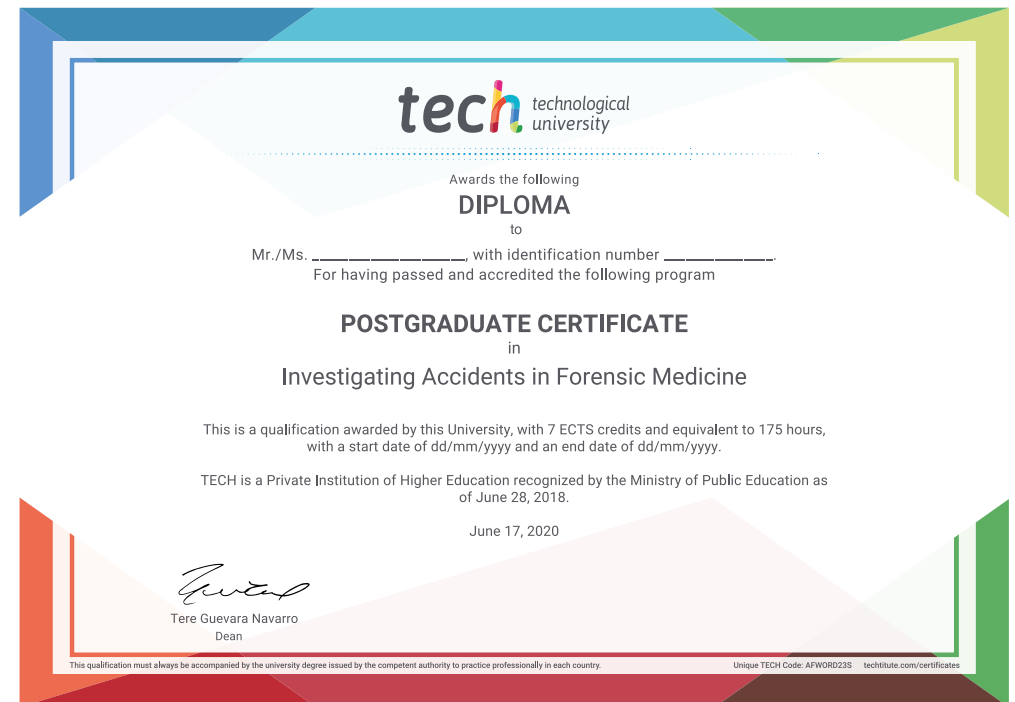 tech technological
university
Awards the following
DIPLOMA
to
Mr./Ms. __________________, with identification number _____________.
For having passed and accredited the following program
POSTGRADUATE CERTIFICATE
in
Investigating Accidents in Forensic Medicine
This is a qualification awarded by this University, with 7 ECTS credits and equivalent to 175 hours,
with a start date of dd/mm/yyyy and an end date of dd/mm/yyyy.
TECH is a Private Institution of Higher Education recognized by the Ministry of Public Education as
of June 28, 2018.
June 17, 2020
Tere Guevara Navarro
Dean
This qualification must always be accompanied by the university degree issued by the competent authority to practice professionally in each country.
Unique TECH Code: AFWORD23S techtitute.com/certificates